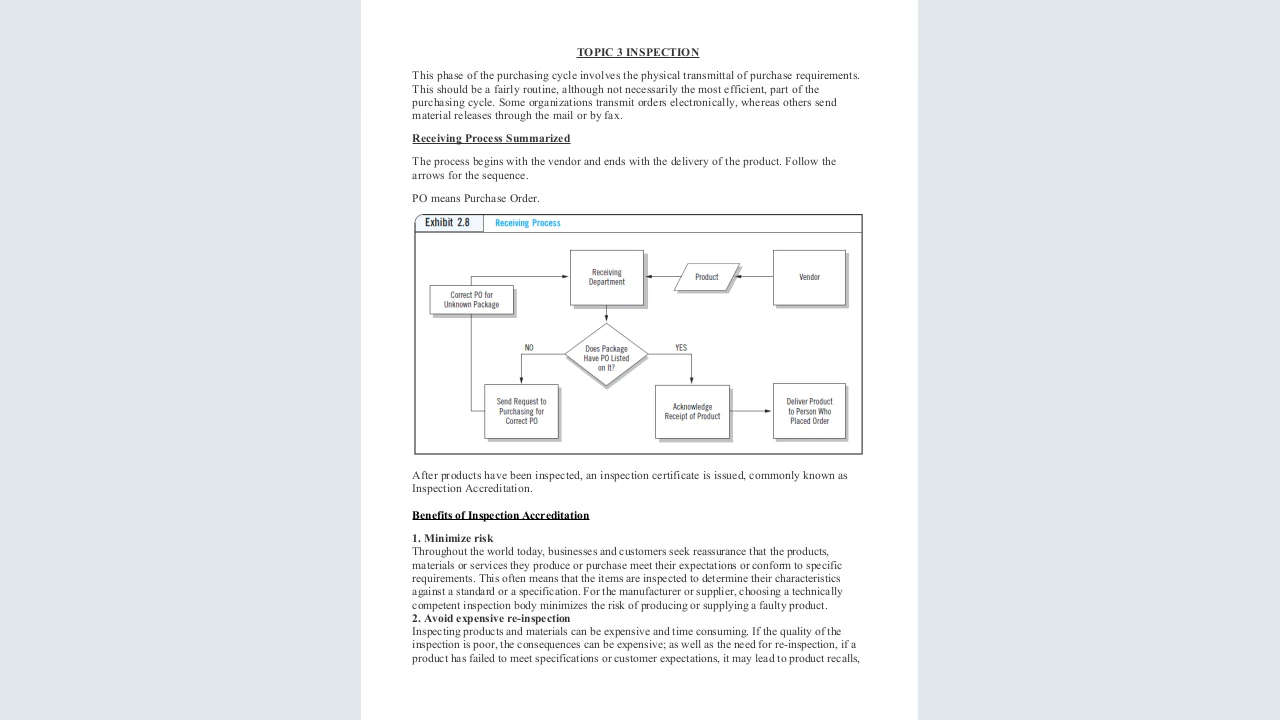 TOPIC 3 INSPECTION
This phase of the purchasing cycle involves the physical transmittal of purchase requirements.
This should be a fairly routine, although not necessarily the most efficient, part of the
purchasing cycle. Some organizations transmit orders electronically, whereas others send
material releases through the mail or by fax.
Receiving Process Summarized
The process begins with the vendor and ends with the delivery of the product. Follow the
arrows for the sequence.
PO means Purchase Order.
Exhibit 2.8
Receiving Process
Receiving
Department
Product
Vendor
Correct PO for
Unknown Package
NO
Does Package
Have PO Listed
on It?
YES
Send Request to
Purchasing for
Correct PO
Acknowledge
Receipt of Product
Deliver Product
to Person Who
Placed Order
After products have been inspected, an inspection certificate is issued, commonly known as
Inspection Accreditation.
Benefits of Inspection Accreditation
1. Minimize risk
Throughout the world today, businesses and customers seek reassurance that the products,
materials or services they produce or purchase meet their expectations or conform to specific
requirements. This often means that the items are inspected to determine their characteristics
against a standard or a specification. For the manufacturer or supplier, choosing a technically
competent inspection body minimizes the risk of producing or supplying a faulty product.
2. Avoid expensive re-inspection
Inspecting products and materials can be expensive and time consuming. If the quality of the
inspection is poor, the consequences can be expensive; as well as the need for re-inspection, if a
product has failed to meet specifications or customer expectations, it may lead to product recalls,